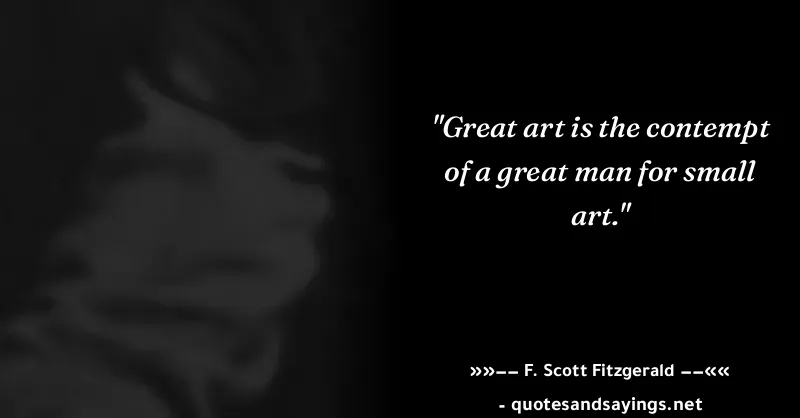 "Great art is the contempt
of a great man for small
art."
»»–– F. Scott Fitzgerald ––««
- quotesandsayings.net